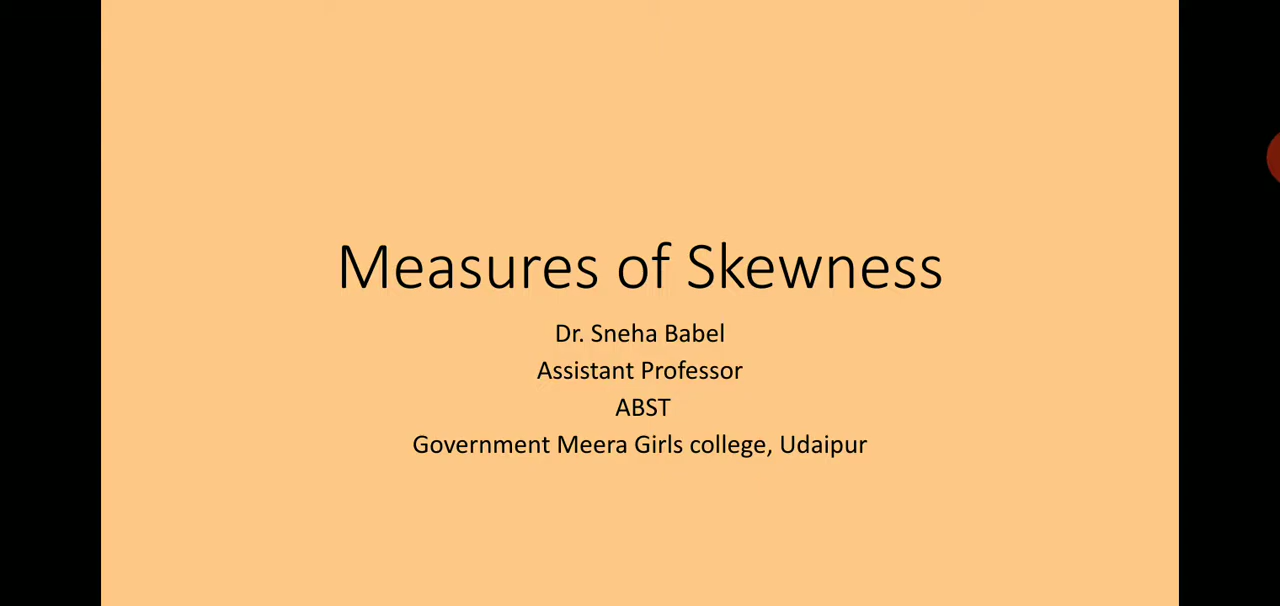 Measures of Skewness
Dr. Sneha Babel
Assistant Professor
ABST
Government Meera Girls college, Udaipur